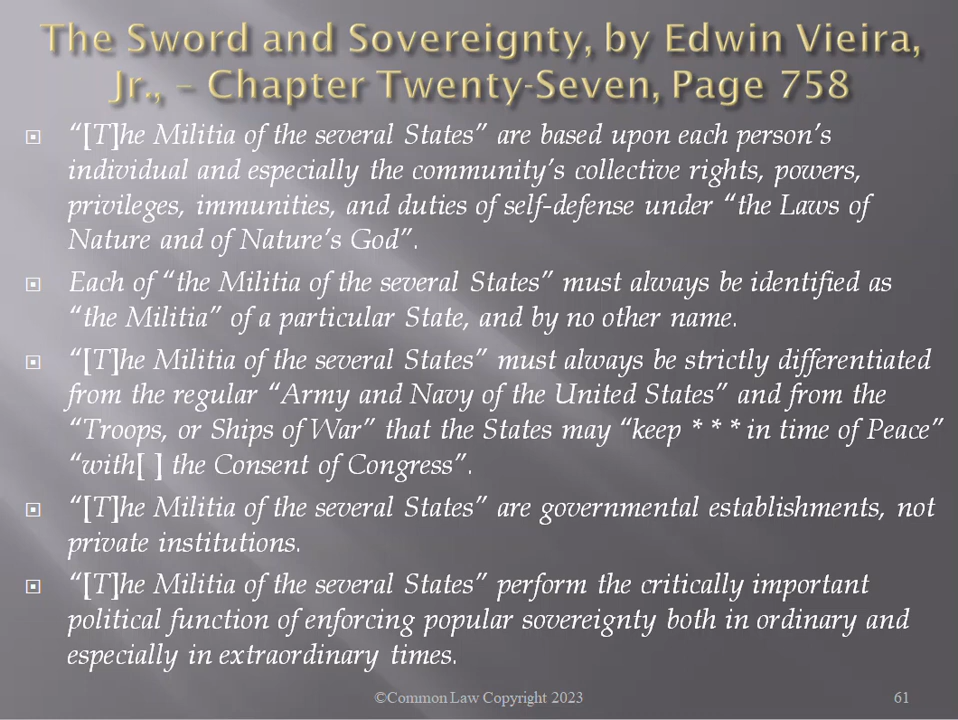 The Sword and Sovereignty, by Edwin Vieira,
Jr., – Chapter Twenty-Seven, Page 758
“[T]he Militia of the several States” are based upon each person’s
individual and especially the community’s collective rights, powers,
privileges, immunities, and duties of self-defense under “the Laws of
Nature and of Nature’s God”.
Each of “the Militia of the several States” must always be identified as
“the Militia” of a particular State, and by no other name.
“[T]he Militia of the several States” must always be strictly differentiated
from the regular “Army and Navy of the United States” and from the
“Troops, or Ships of War” that the States may “keep * * * in time of Peace”
“with[ ] the Consent of Congress”.
“[T]he Militia of the several States” are governmental establishments, not
private institutions.
“[T]he Militia of the several States” perform the critically important
political function of enforcing popular sovereignty both in ordinary and
especially in extraordinary times.
©Common Law Copyright 2023
61